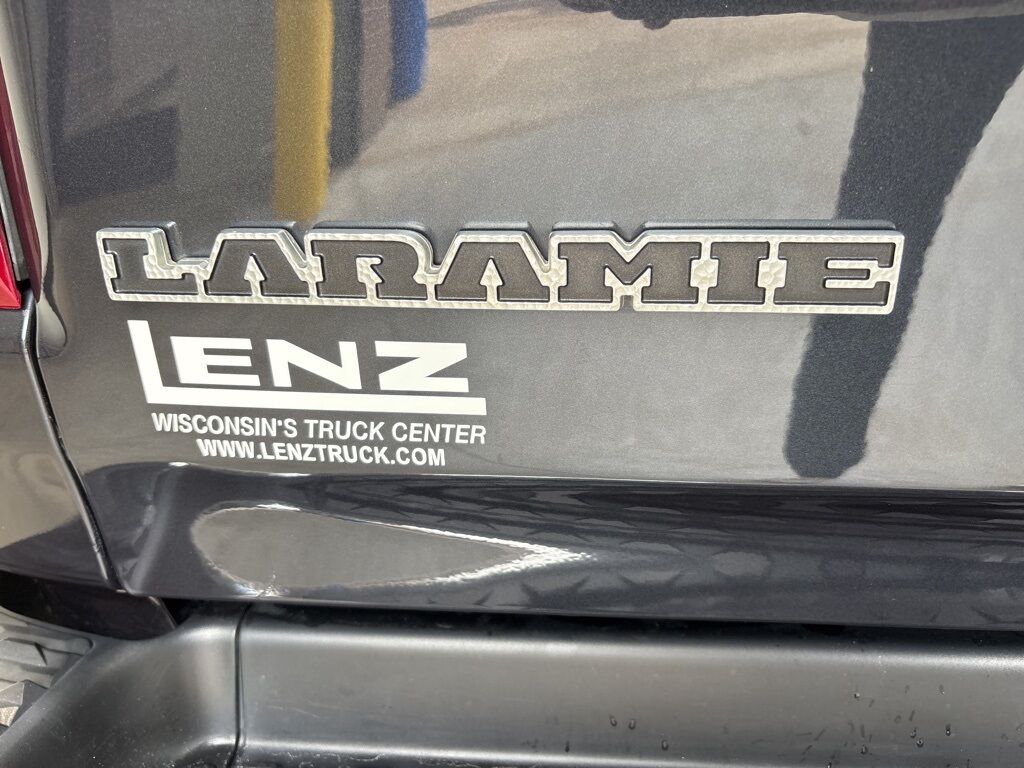 LARAMIE
LENZ
WISCONSIN'S TRUCK CENTER
WWW.LENZTRUCK.COM